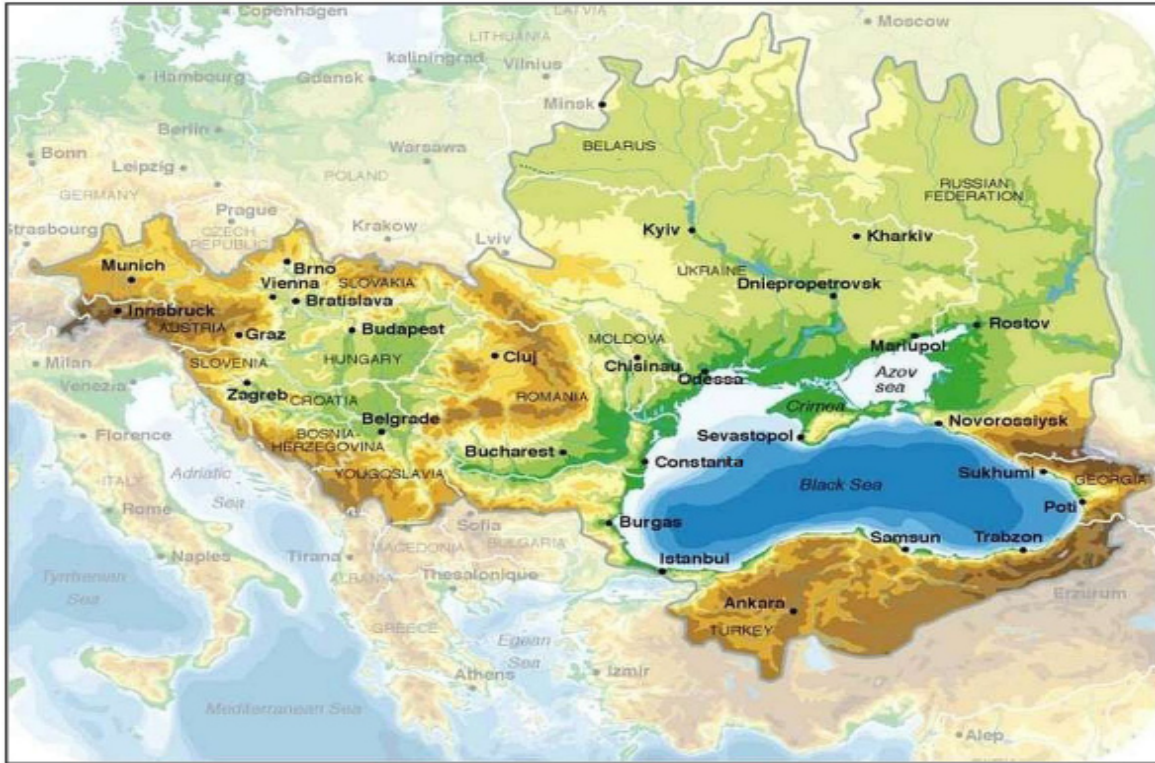 Copenhagen
LATVIA
Moscow
LITHUANIA
kaliningrad
Vilnius
Hambourg
Gdansk
Minsk
Berlin
BELARUS
Bonn
Warsawa
Leipzig
POLAND
GERMANY
RUSSIAN
FEDERATION
Prague
CZECH
REPUBLIC
Strasbourg
Krakow
Lviv
Kyiv
Kharkiv
Munich
Brno
SLOVAKIA
UKRAINE
Vienna
Bratislava
Dniepropetrovsk
Innsbruck
AUSTRIA
Graz
Budapest
Rostov
MOLDOVA
Mariupol
Milan
SLOVENIA
HUNGARY
Cluj
Chisinau
Odessa
Azov
sea
Venezia
Zagreb
CROATIA
ROMANIA
Crimea
Belgrade
Novorossiysk
Florence
BOSNIA-
HERZEGOVINA
Bucharest
Sevastopol
Constanta
Adriatic
Sea
YOUGOSLAVIA
Sukhumi
GEORGIA
Black Sea
ITALY
Rome
Poti
Sofia
Burgas
BULGARIA
Samsun
Trabzon
Naples
Tirana
MACEDONIA
Istanbul
Tyrrhenian
Sea
ALBANIA
Thesalonique
Erzurum
Ankara
TURKEY
GREECE
Egean
Sea
Izmir
Athens
Mediterranean Sea
Alep